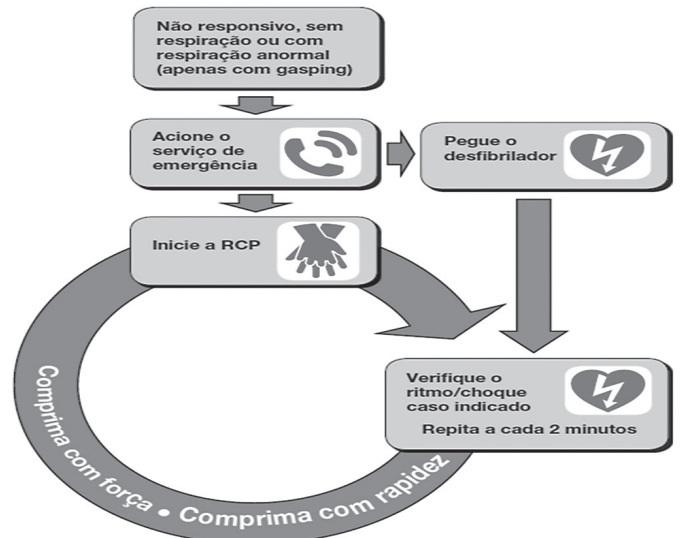 Não responsivo, sem
respiração ou com
respiração anormal
(apenas com gasping)
Acione o
serviço de
emergência
Pegue o
desfibrilador
Inicie a RCP
Verifique o
ritmo/choque
caso indicado
Repita a cada 2 minutos
Comprima com força • Comprima com rapidez